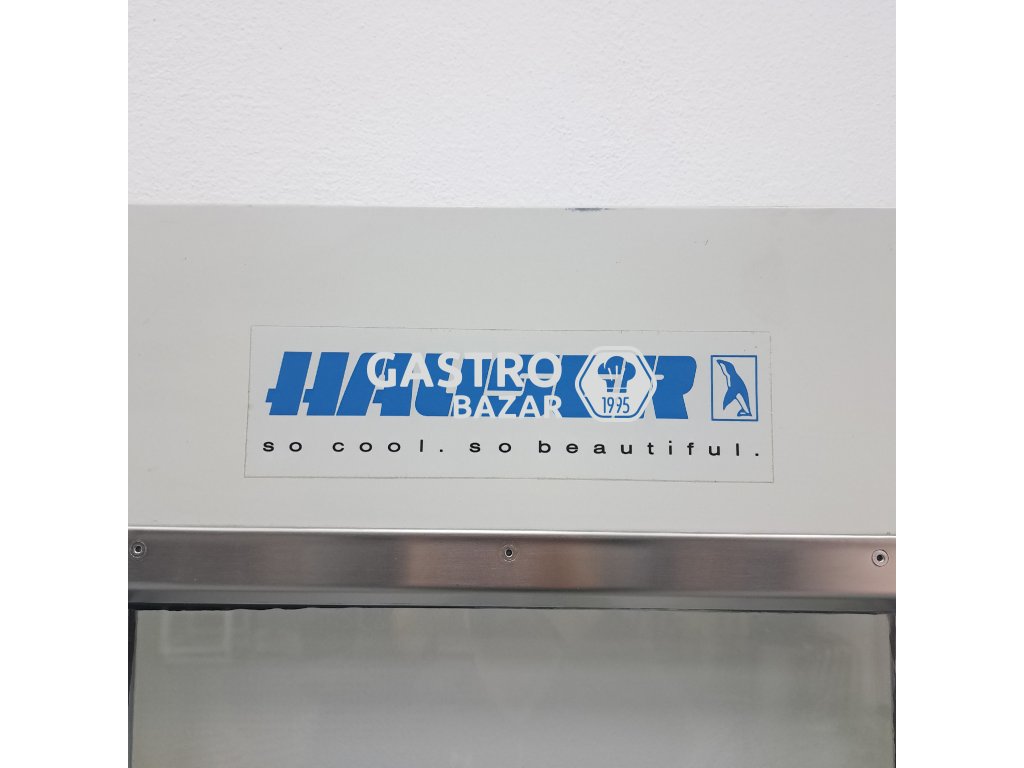 HAUSER
GASTRO
BAZAR
1995
so cool. so beautiful.